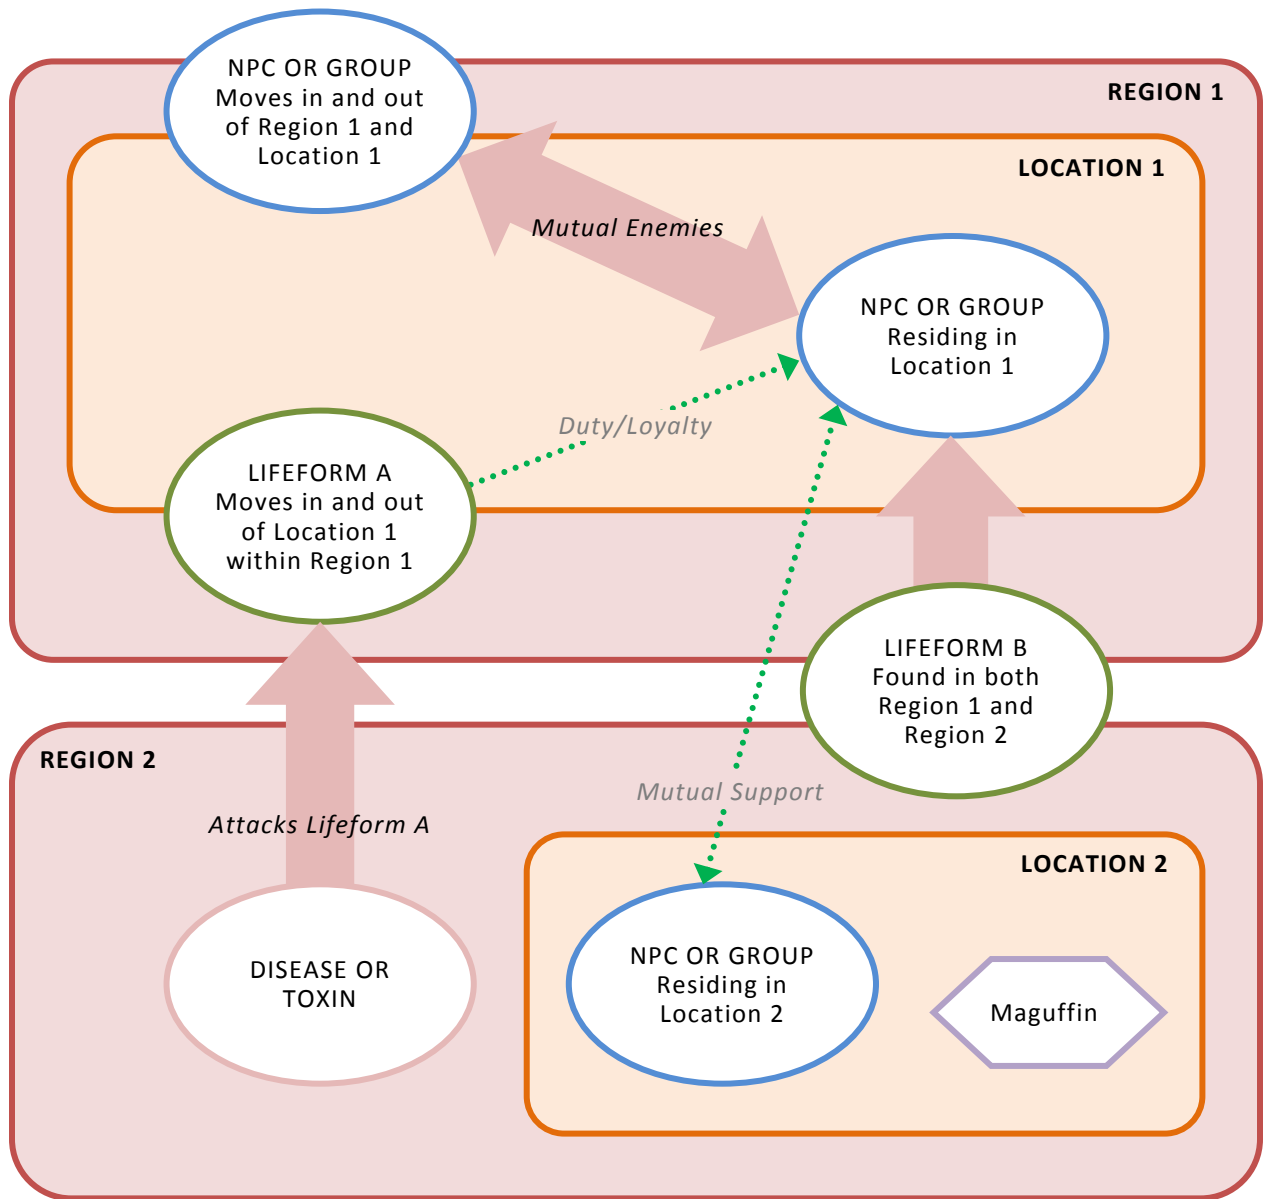 NPC OR GROUP
Moves in and out
of Region 1 and
Location 1
REGION 1
LOCATION 1
Mutual Enemies
NPC OR GROUP
Residing in
Location 1
Duty/Loyalty
LIFEFORM A
Moves in and out
of Location 1
within Region 1
LIFEFORM B
Found in both
Region 1 and
Region 2
REGION 2
Mutual Support
Attacks Lifeform A
LOCATION 2
NPC OR GROUP
Residing in
Location 2
DISEASE OR
TOXIN
Maguffin